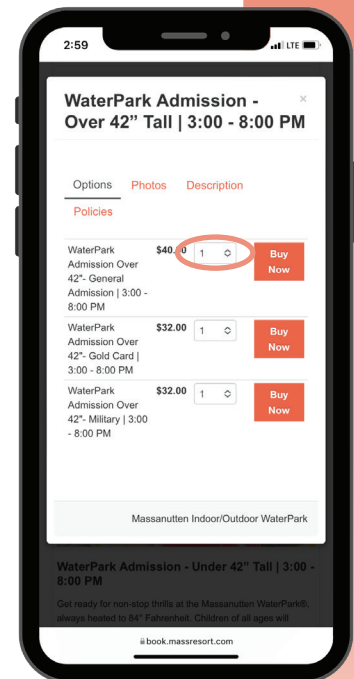 2:59
LTE
WaterPark Admission - ×
Over 42” Tall | 3:00 - 8:00 PM
Options Photos Description
Policies
WaterPark $40.00 1 Buy Now
Admission Over
42"- General
Admission | 3:00 -
8:00 PM
WaterPark $32.00 1 Buy Now
Admission Over
42"- Gold Card |
3:00 - 8:00 PM
WaterPark $32.00 1 Buy Now
Admission Over
42"- Military | 3:00
- 8:00 PM
Massanutten Indoor/Outdoor WaterPark
WaterPark Admission - Under 42” Tall | 3:00 -
8:00 PM
Get ready for non-stop thrills at the Massanutten WaterPark®,
always heated to 84° Fahrenheit. Children of all ages will
book.massresort.com